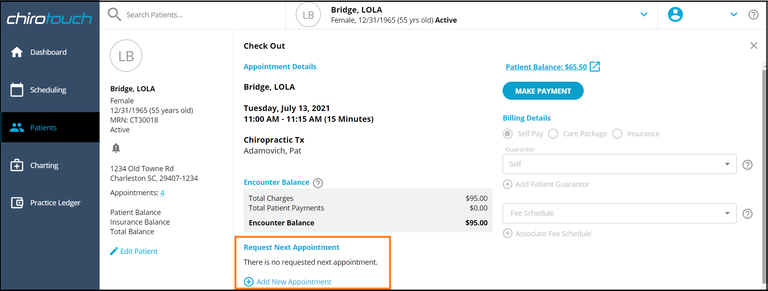 chirotouch
Search Patients...
LB
Bridge, LOLA
Female, 12/31/1965 (55 yrs old) Active
Dashboard
Scheduling
Patients
Charting
Practice Ledger
LB
Bridge, LOLA
Female
12/31/1965 (55 years old)
MRN: CT30018
Active
1234 Old Towne Rd
Charleston SC, 29407-1234
Appointments: 4
Patient Balance
Insurance Balance
Total Balance
Edit Patient
Check Out
Appointment Details
Bridge, LOLA
Tuesday, July 13, 2021
11:00 AM - 11:15 AM (15 Minutes)
Chiropractic Tx
Adamovich, Pat
Encounter Balance
Total Charges $95.00
Total Patient Payments $0.00
Encounter Balance $95.00
Request Next Appointment
There is no requested next appointment.
Add New Appointment
Patient Balance: $65.50
MAKE PAYMENT
Billing Details
Self Pay Care Package Insurance
Guarantor
Self
Add Patient Guarantor
Fee Schedule
Associate Fee Schedule